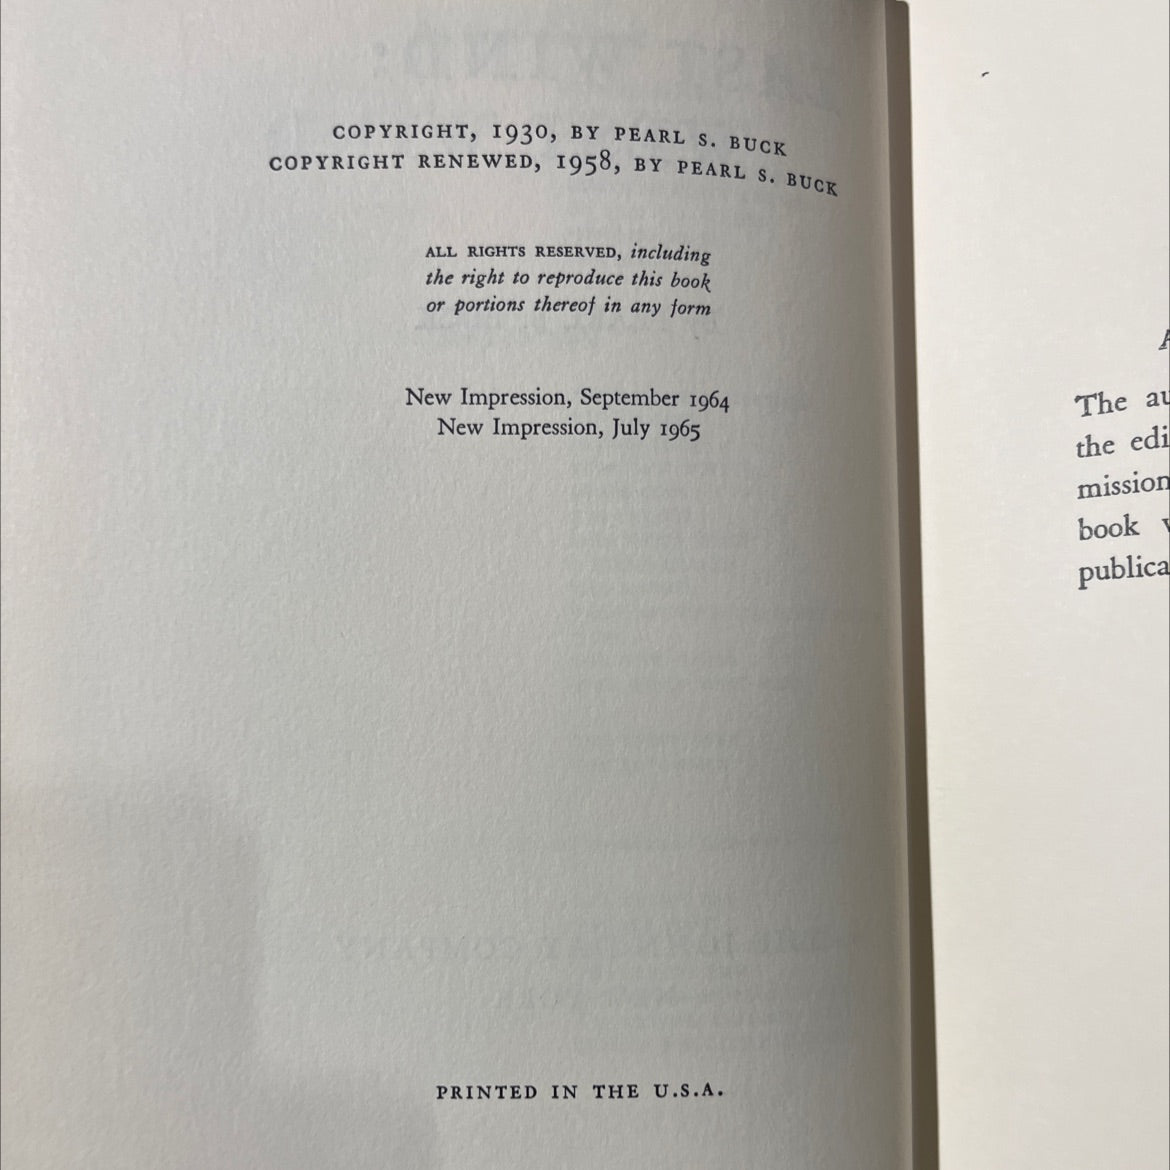 COPYRIGHT, 1930, BY PEARL S. BUCK
COPYRIGHT RENEWED, 1958, BY PEARL S. BUCK
ALL RIGHTS RESERVED, including
the right to reproduce this book
or portions thereof in any form
New Impression, September 1964
New Impression, July 1965
PRINTED IN THE U.S.A.
A
The au
the edi
mission
book
publica